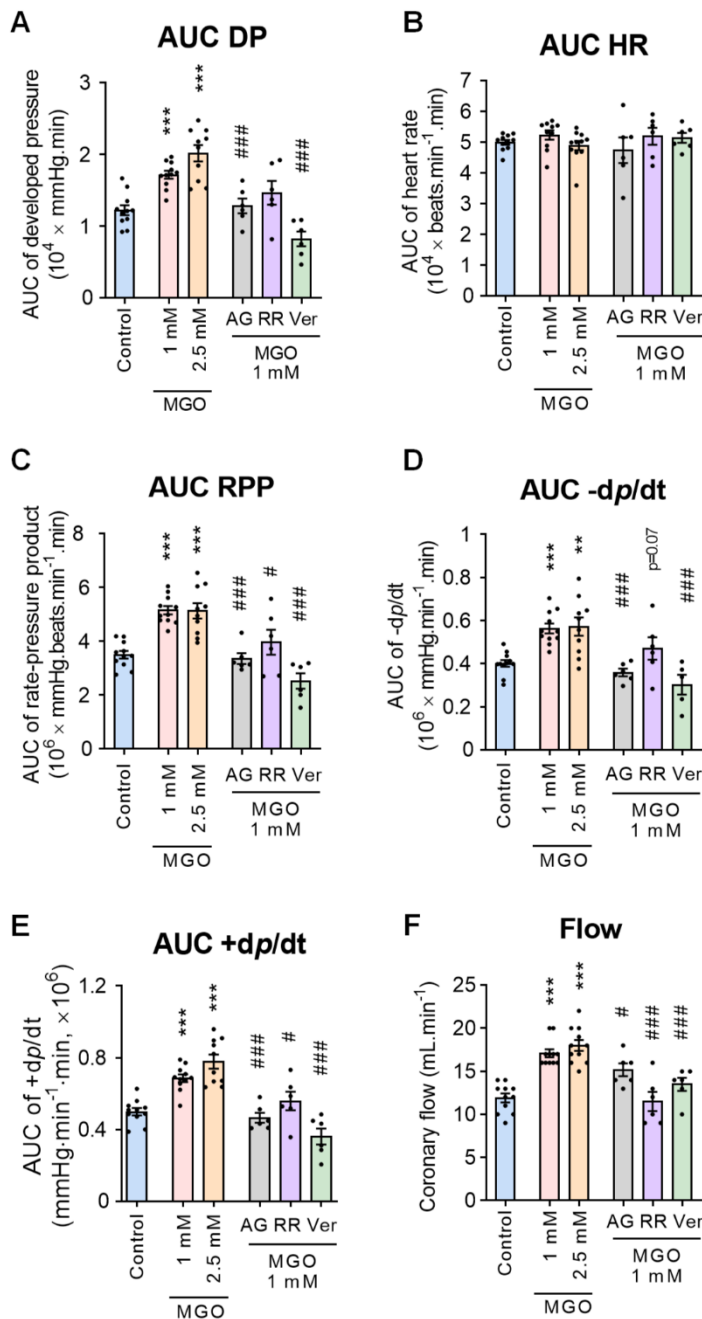 A
AUC DP
AUC of developed pressure
(10⁴ × mmHg.min)
3
2
1
0
***
***
###
###
Control
1 mM
2.5 mM
MGO
AG RR Ver
MGO
1 mM
B
AUC HR
AUC of heart rate
(10⁴ × beats.min⁻¹.min)
7
6
5
4
3
2
1
0
Control
1 mM
2.5 mM
MGO
AG RR Ver
MGO
1 mM
C
AUC RPP
AUC of rate-pressure product
(10⁶ × mmHg.beats.min⁻¹.min)
8
6
4
2
0
***
***
###
#
###
Control
1 mM
2.5 mM
MGO
AG RR Ver
MGO
1 mM
D
AUC -dp/dt
AUC of -dp/dt
(10⁶ × mmHg.min⁻¹.min)
1
0.8
0.6
0.4
0.2
0
***
**
###
p=0.07
###
Control
1 mM
2.5 mM
MGO
AG RR Ver
MGO
1 mM
E
AUC +dp/dt
AUC of +dp/dt
(mmHg·min⁻¹·min, ×10⁶)
1.2
0.8
0.4
0
***
***
###
#
###
Control
1 mM
2.5 mM
MGO
AG RR Ver
MGO
1 mM
F
Flow
Coronary flow (mL.min⁻¹)
25
20
15
10
5
0
***
***
#
###
###
Control
1 mM
2.5 mM
MGO
AG RR Ver
MGO
1 mM